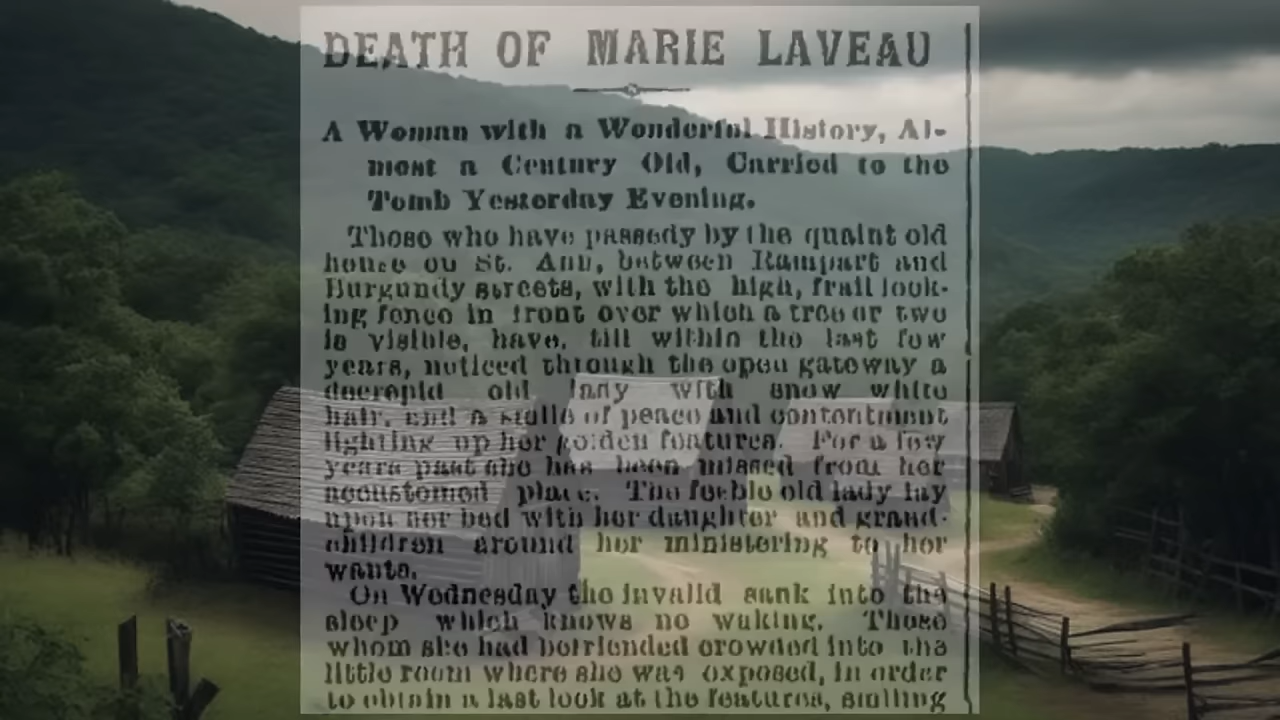 DEATH OF MARIE LAVEAU
A Woman with a Wonderful History, Al-
most a Century Old, Carried to the
Tomb Yesterday Evening.
Those who have passedy by the quaint old
house on St. Ann, between Rampart and
Burgundy streets, with the high, frail look-
ing fence in front over which a tree or two
is visible, have, till within the last few
years, noticed through the open gateway a
decrepid old lady with snow white
hair, and a smile of peace and contentment
lighting up her golden features. For a few
years past she has been missed from her
accustomed place. The feeble old lady lay
upon her bed with her daughter and grand-
children around her ministering to her
wants.
On Wednesday the invalid sank into the
sleep which knows no waking. Those
whom she had befriended crowded into the
little room where she was exposed, in order
to obtain a last look at the features, smiling